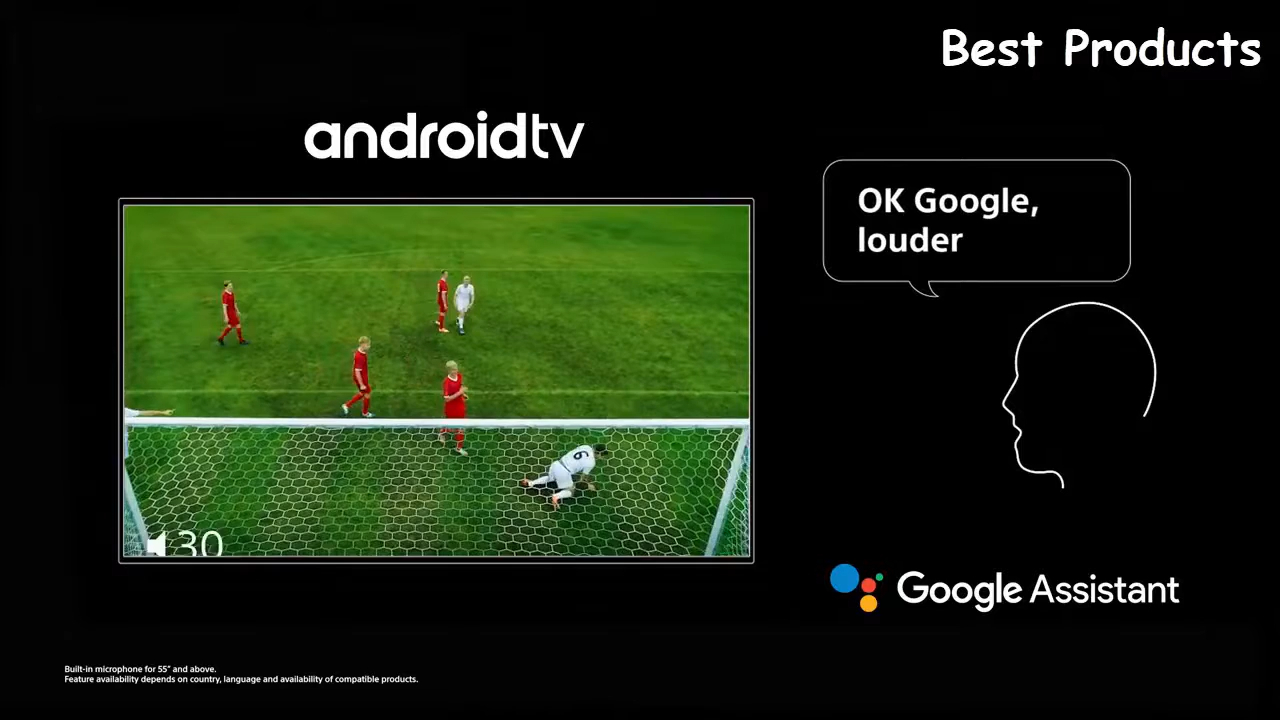 Best Products
androidtv
OK Google,
louder
6
30
Google Assistant
Built-in microphone for 55" and above.
Feature availability depends on country, language and availability of compatible products.